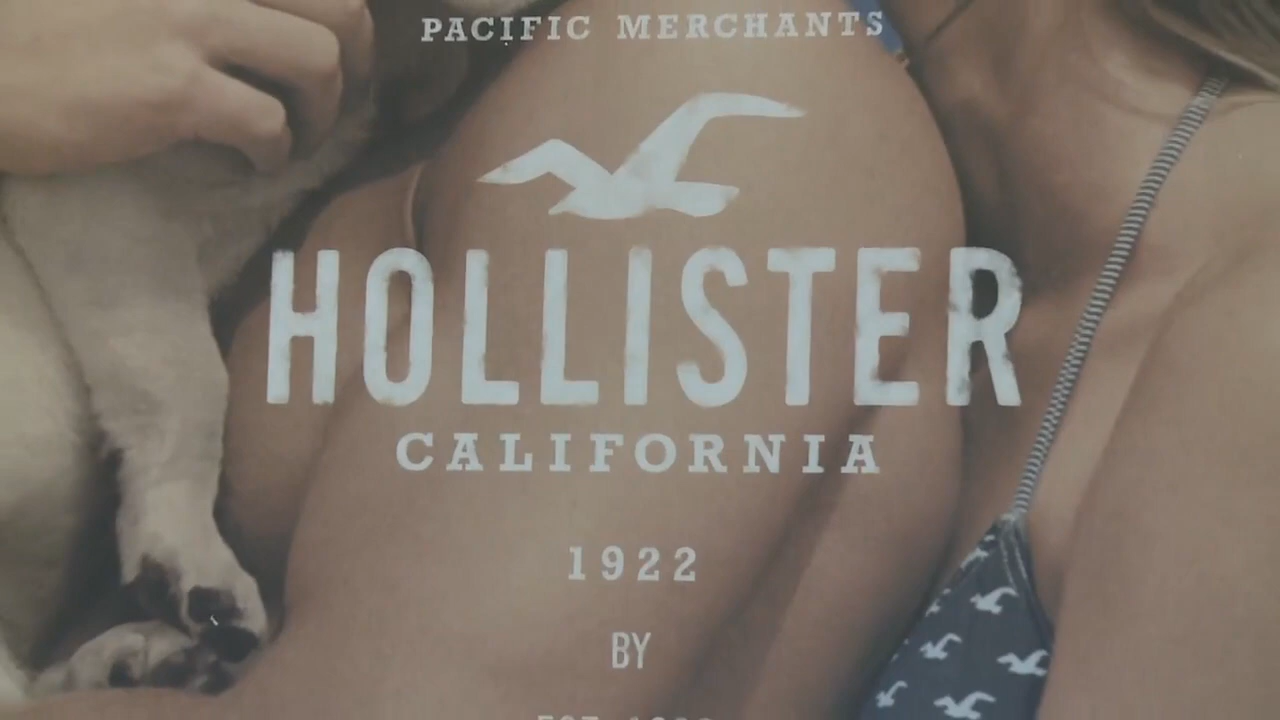 PACIFIC MERCHANTS
HOLLISTER
CALIFORNIA
1922
BY